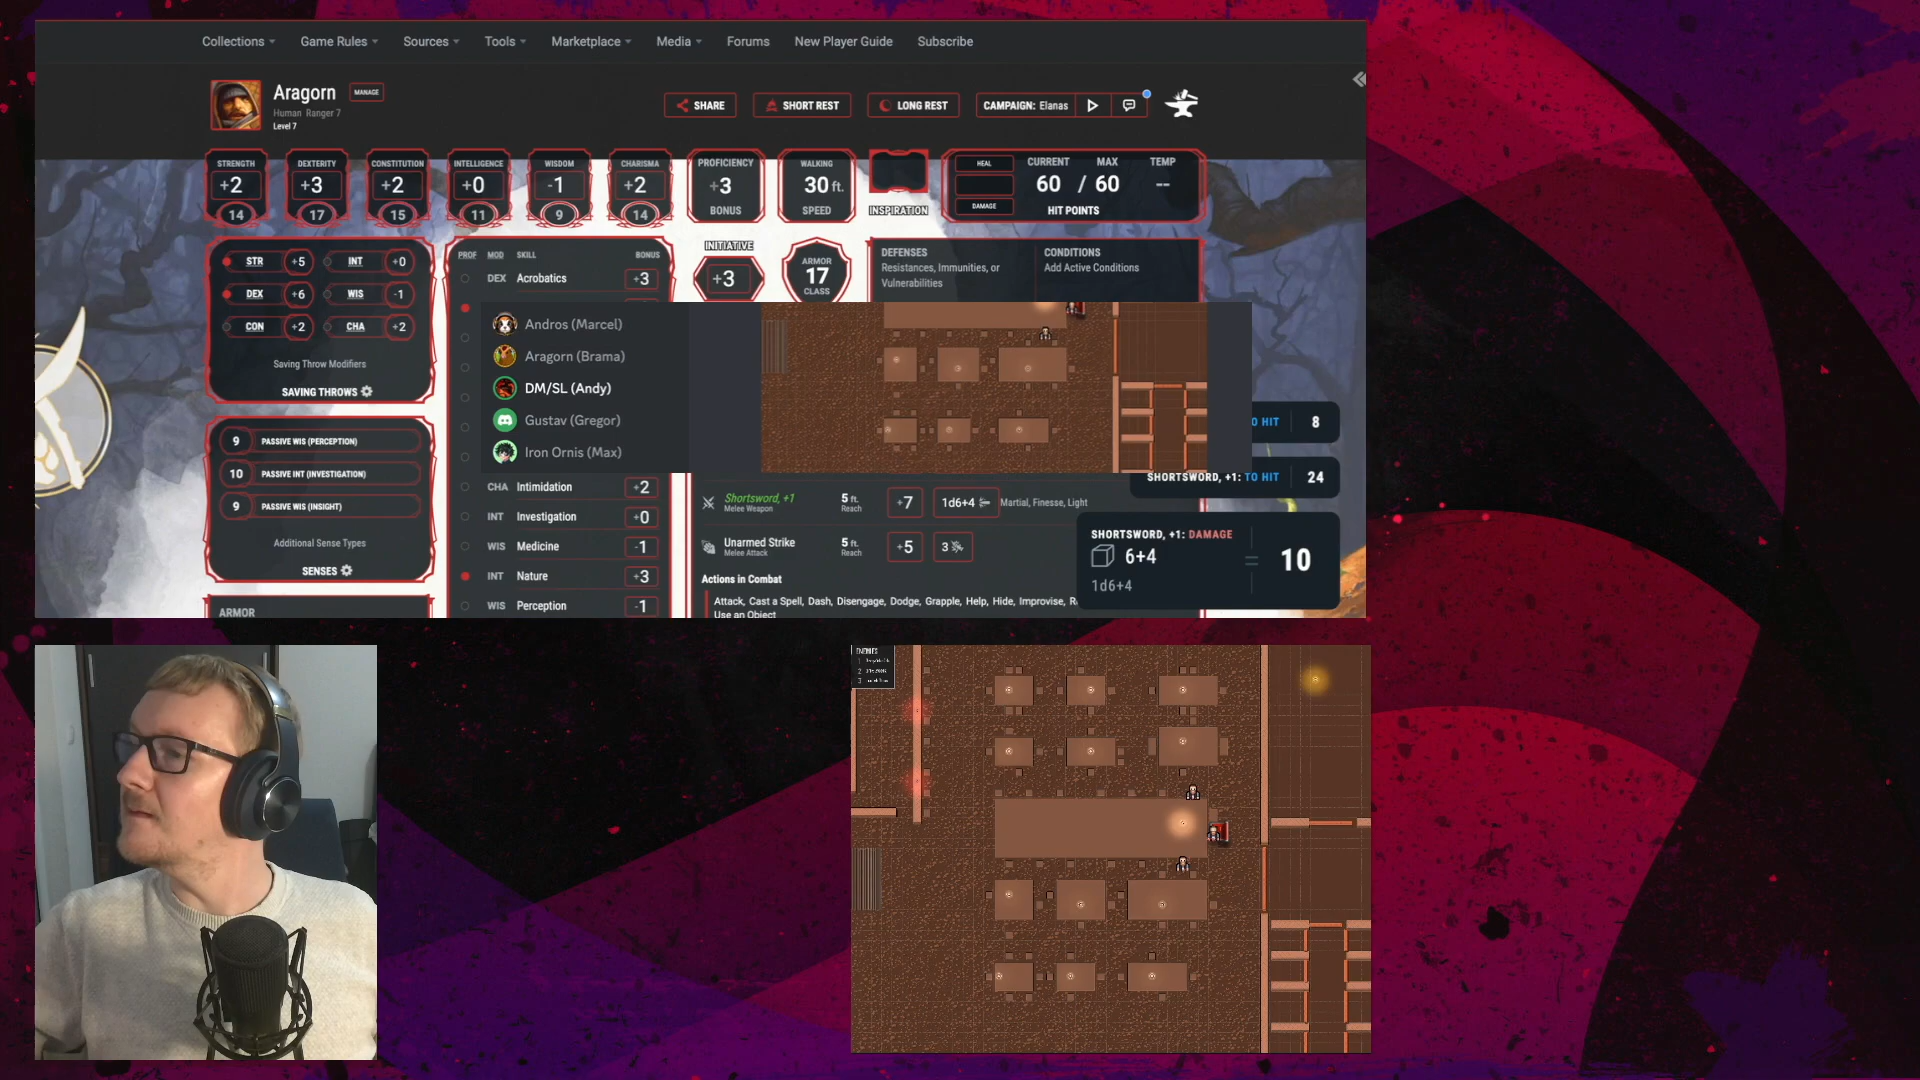 Collections Game Rules Sources Tools Marketplace Media Forums New Player Guide Subscribe
Aragorn MANAGE
Human Ranger 7
Level 7
SHARE SHORT REST LONG REST CAMPAIGN: Elanas
STRENGTH +2 14
DEXTERITY +3 17
CONSTITUTION +2 15
INTELLIGENCE +0 11
WISDOM -1 9
CHARISMA +2 14
PROFICIENCY +3 BONUS
WALKING 30 ft. SPEED
INSPIRATION
HEAL
DAMAGE
CURRENT MAX TEMP
60 / 60 --
HIT POINTS
STR +5 INT +0
DEX +6 WIS -1
CON +2 CHA +2
Saving Throw Modifiers
SAVING THROWS
9 PASSIVE WIS (PERCEPTION)
10 PASSIVE INT (INVESTIGATION)
9 PASSIVE WIS (INSIGHT)
Additional Sense Types
SENSES
ARMOR
PROF MOD SKILL BONUS
DEX Acrobatics +3
Andros (Marcel)
Aragorn (Brama)
DM/SL (Andy)
Gustav (Gregor)
Iron Ornis (Max)
CHA Intimidation +2
INT Investigation +0
WIS Medicine -1
INT Nature +3
WIS Perception -1
INITIATIVE
+3
ARMOR
17
CLASS
DEFENSES
Resistances, Immunities, or
Vulnerabilities
CONDITIONS
Add Active Conditions
O HIT 8
SHORTSWORD, +1: TO HIT 24
Shortsword, +1 5 ft. +7 1d6+4 Martial, Finesse, Light
Melee Weapon Reach
Unarmed Strike 5 ft. +5 3
Melee Attack Reach
Actions in Combat
Attack, Cast a Spell, Dash, Disengage, Dodge, Grapple, Help, Hide, Improvise, R
Use an Object
SHORTSWORD, +1: DAMAGE
6+4 = 10
1d6+4
ENEMIES
1
2
3